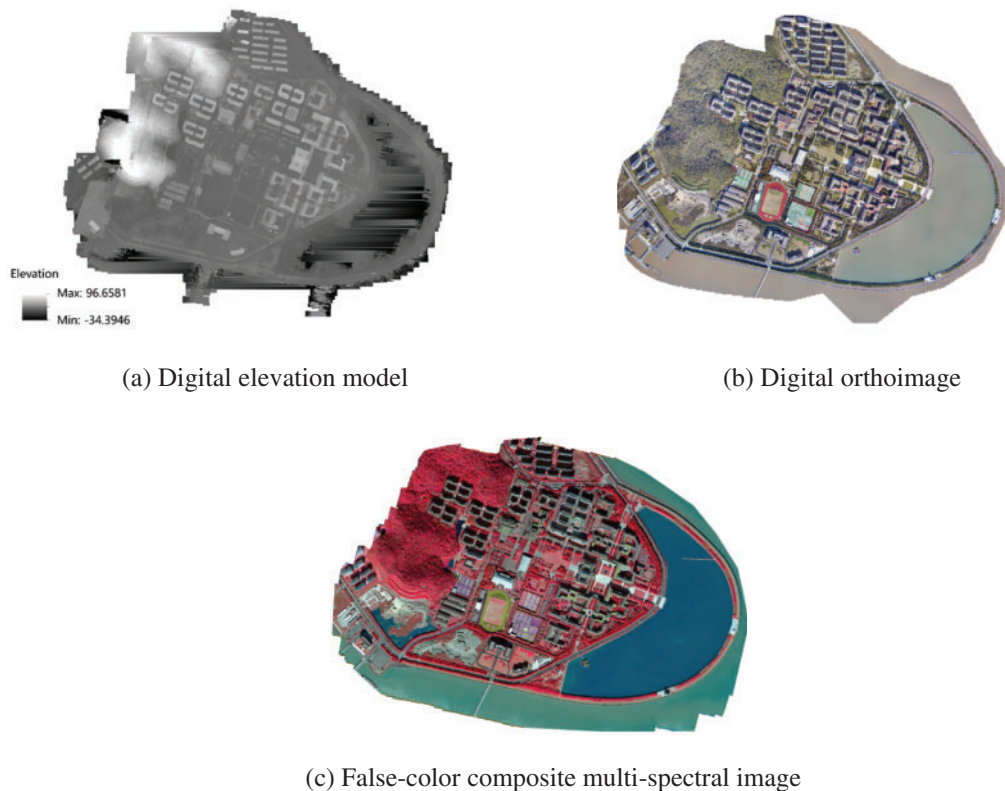 Elevation
Max: 96.6581
Min: -34.3946
(a) Digital elevation model
(b) Digital orthoimage
(c) False-color composite multi-spectral image